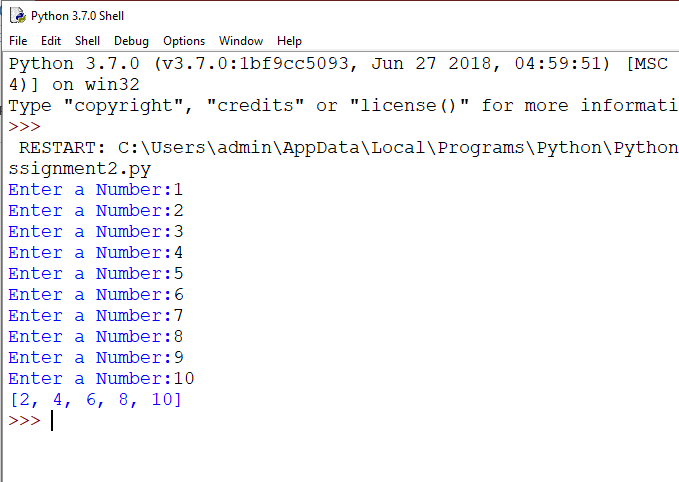 Python 3.7.0 Shell
File Edit Shell Debug Options Window Help
Python 3.7.0 (v3.7.0:1bf9cc5093, Jun 27 2018, 04:59:51) [MSC
4)] on win32
Type "copyright", "credits" or "license()" for more informati
>>>
RESTART: C:\Users\admin\AppData\Local\Programs\Python\Python
ssignment2.py
Enter a Number:1
Enter a Number:2
Enter a Number:3
Enter a Number:4
Enter a Number:5
Enter a Number:6
Enter a Number:7
Enter a Number:8
Enter a Number:9
Enter a Number:10
[2, 4, 6, 8, 10]
>>>